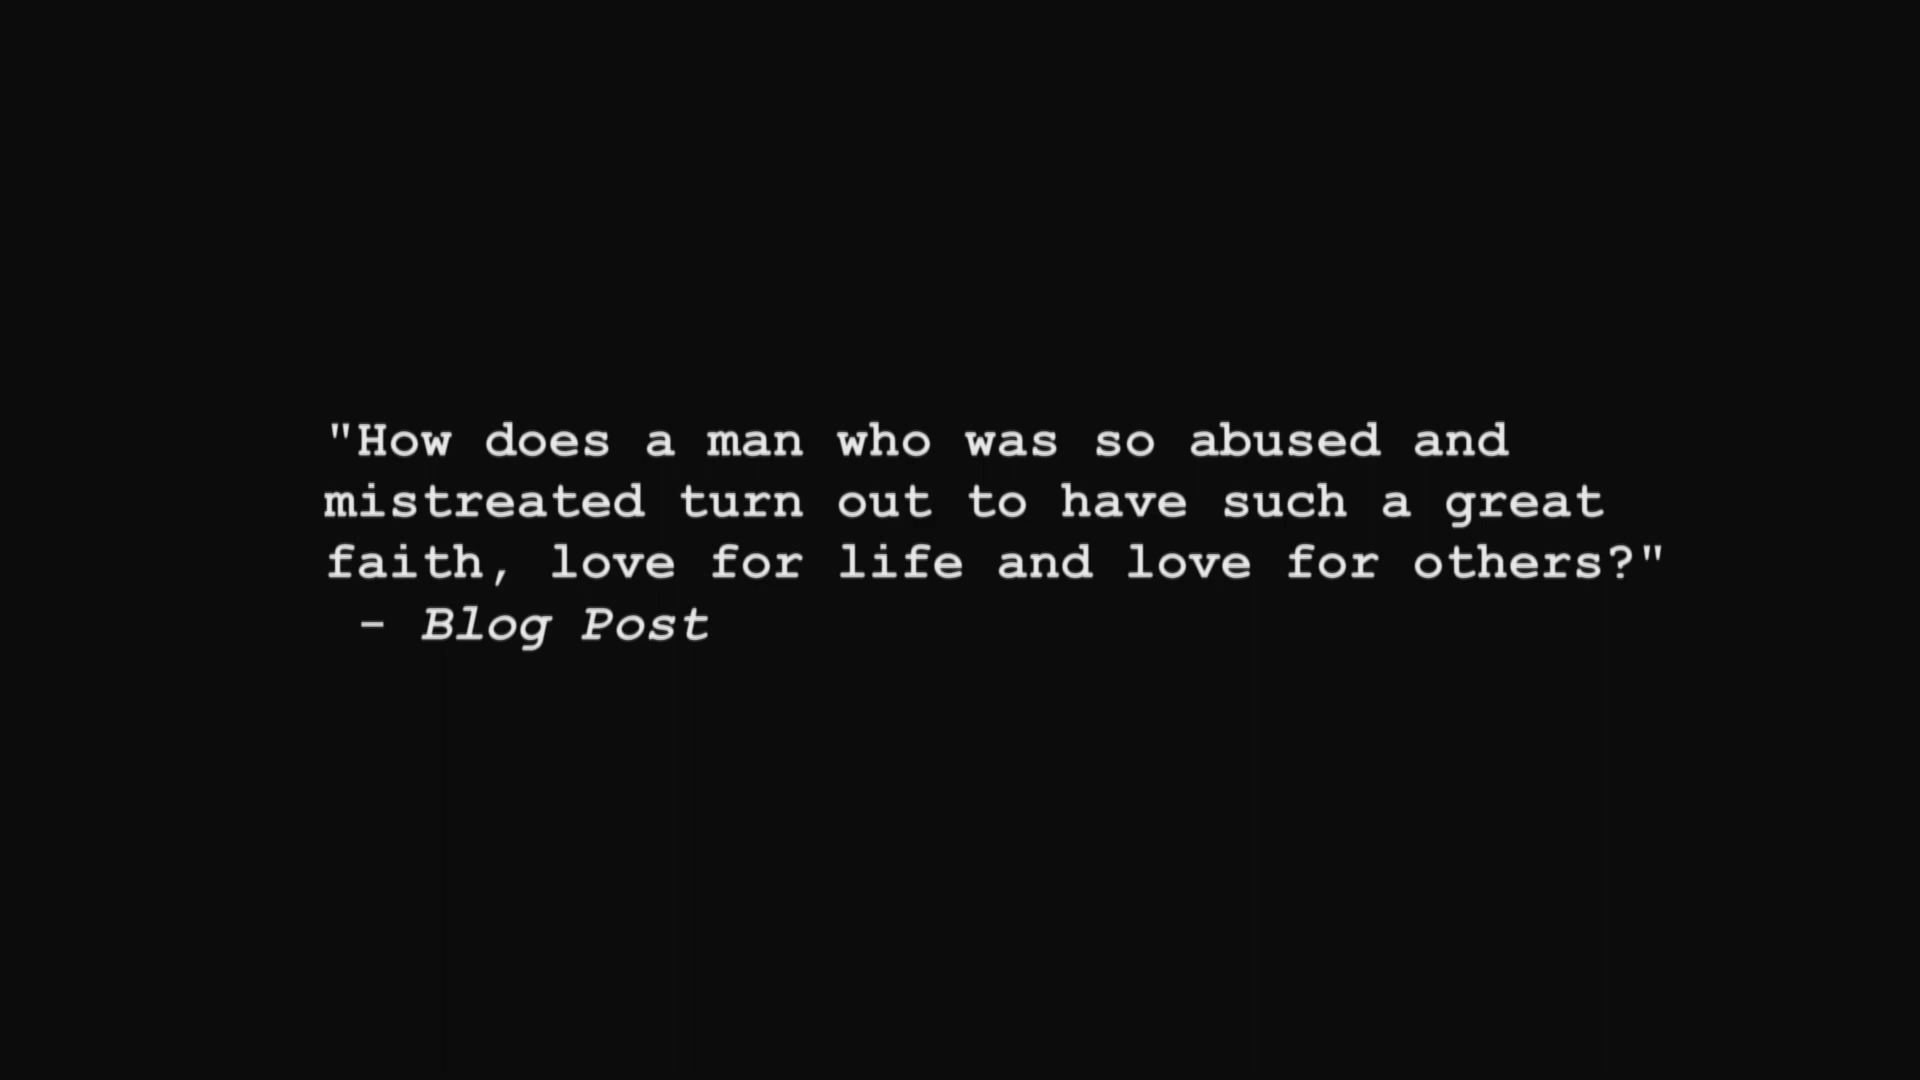 "How does a man who was so abused and
mistreated turn out to have such a great
faith, love for life and love for others?"
- Blog Post